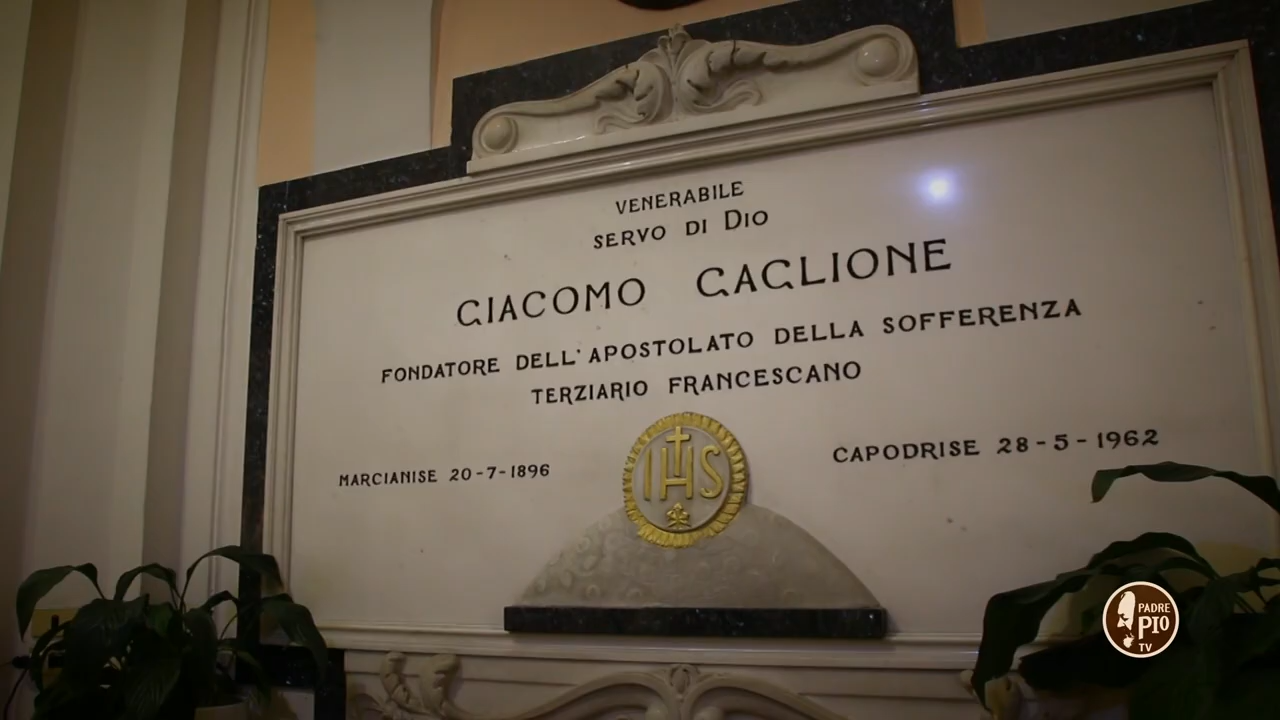 VENERABILE
SERVO DI DIO
GIACOMO GAGLIONE
FONDATORE DELL'APOSTOLATO DELLA SOFFERENZA
TERZIARIO FRANCESCANO
MARCIANISE 20-7-1896
CAPODRISE 28-5-1962
IHS
PADRE
PIO
TV